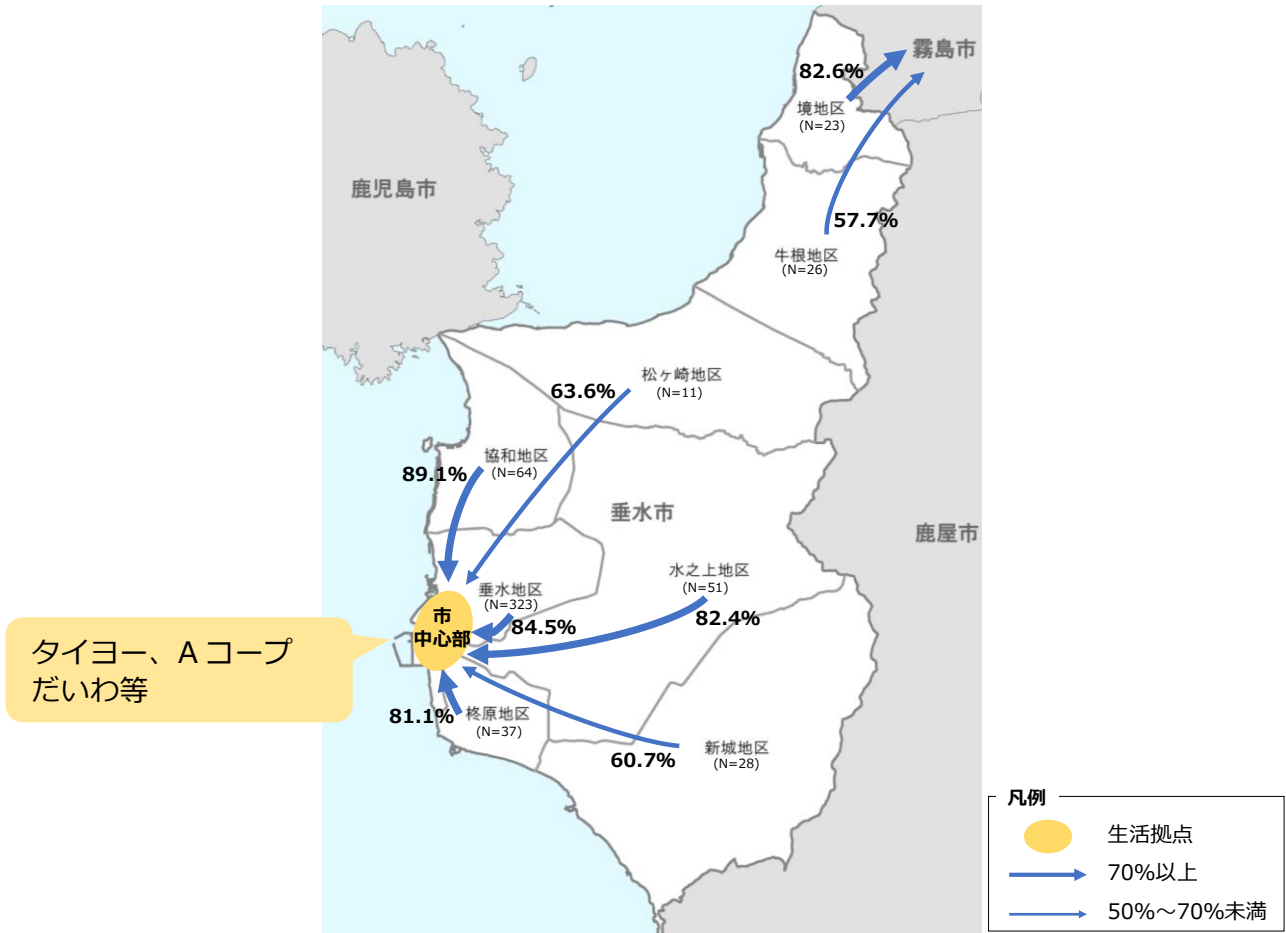 霧島市
82.6%
境地区
(N=23)
鹿児島市
57.7%
牛根地区
(N=26)
松ヶ崎地区
(N=11)
63.6%
協和地区
(N=64)
89.1%
垂水市
鹿屋市
水之上地区
(N=51)
82.4%
垂水地区
(N=323)
84.5%
市
中心部
タイヨー、Aコープ
だいわ等
柊原地区
(N=37)
81.1%
新城地区
(N=28)
60.7%
凡例
生活拠点
70%以上
50%～70%未満